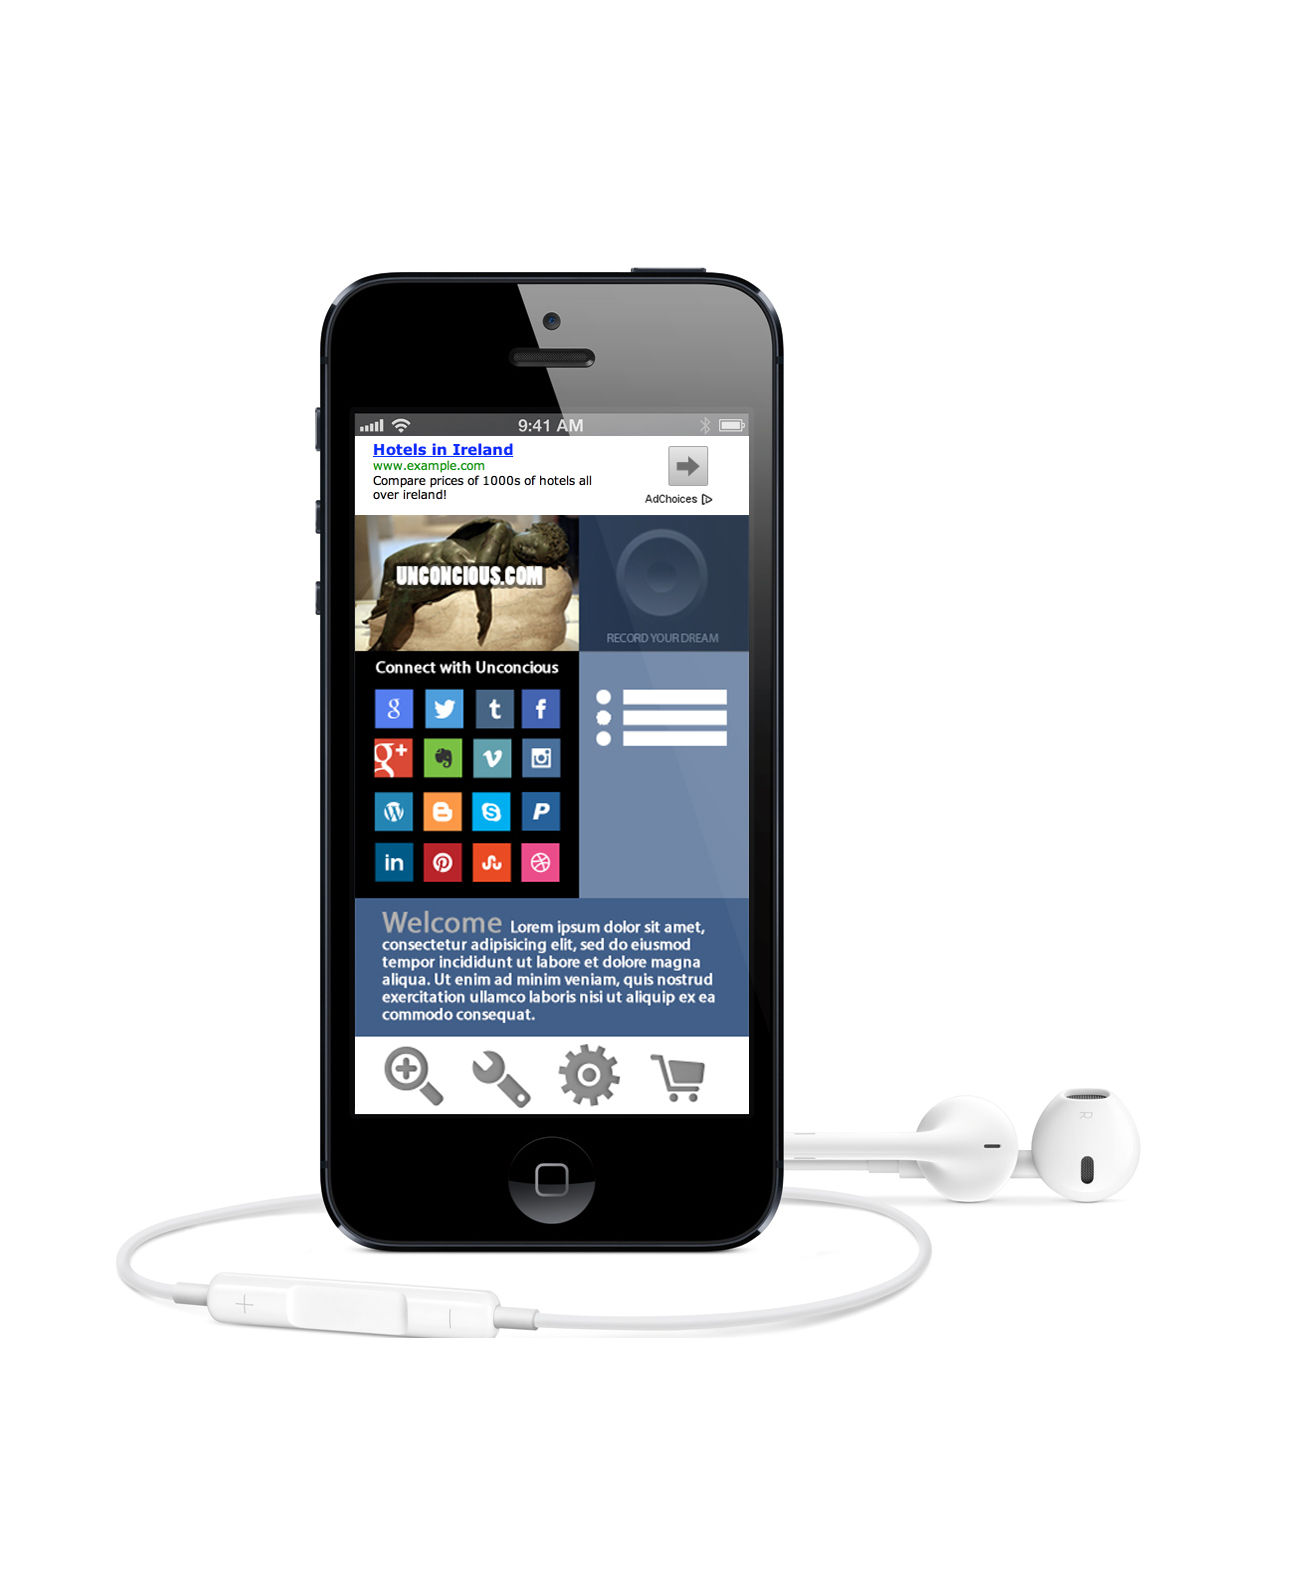 9:41 AM
Hotels in Ireland
www.example.com
Compare prices of 1000s of hotels all
over ireland!
AdChoices
UNCONCIOUS.COM
RECORD YOUR DREAM
Connect with Unconcious
g
t
f
g+
v
P
in
Welcome Lorem ipsum dolor sit amet,
consectetur adipisicing elit, sed do eiusmod
tempor incididunt ut labore et dolore magna
aliqua. Ut enim ad minim veniam, quis nostrud
exercitation ullamco laboris nisi ut aliquip ex ea
commodo consequat.
R